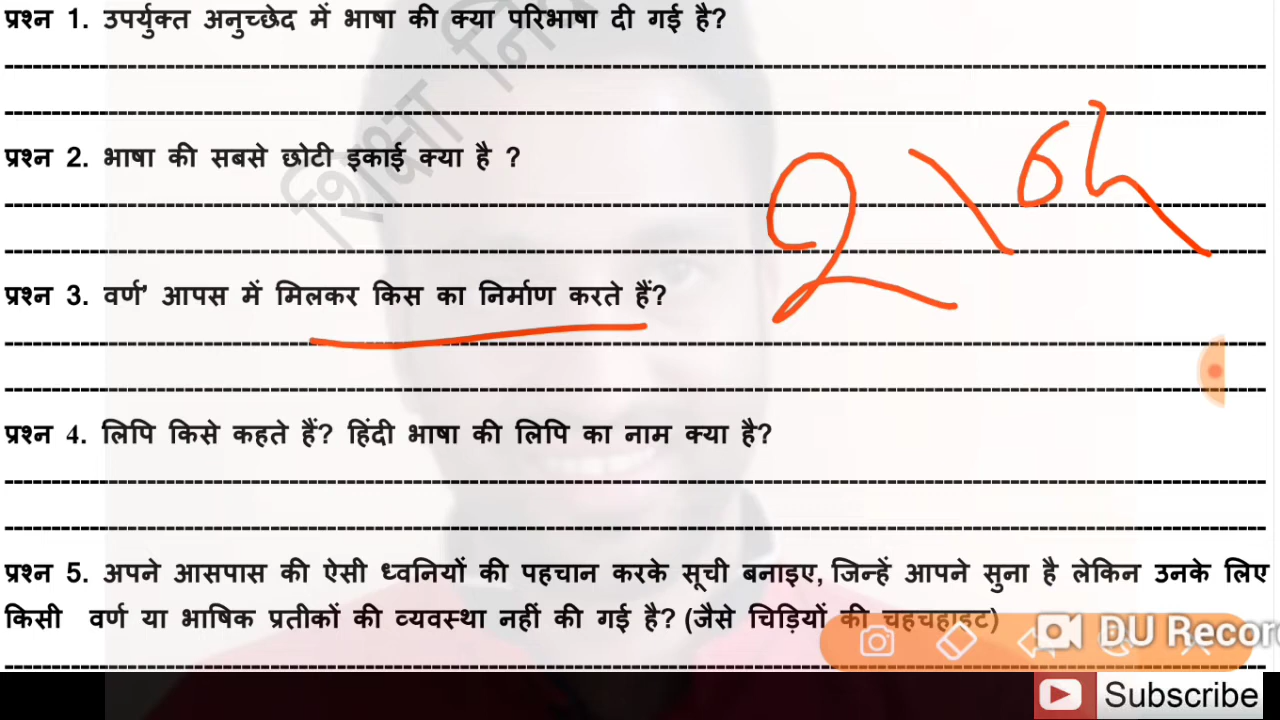 प्रश्न 1. उपर्युक्त अनुच्छेद में भाषा की क्या परिभाषा दी गई है?
प्रश्न 2. भाषा की सबसे छोटी इकाई क्या है ?
प्रश्न 3. वर्ण' आपस में मिलकर किस का निर्माण करते हैं?
प्रश्न 4. लिपि किसे कहते हैं? हिंदी भाषा की लिपि का नाम क्या है?
प्रश्न 5. अपने आसपास की ऐसी ध्वनियों की पहचान करके सूची बनाइए, जिन्हें आपने सुना है लेकिन उनके लिए
किसी वर्ण या भाषिक प्रतीकों की व्यवस्था नहीं की गई है? (जैसे चिड़ियों की चहचहाहट)
DU Recor
Subscribe
शिक्षा